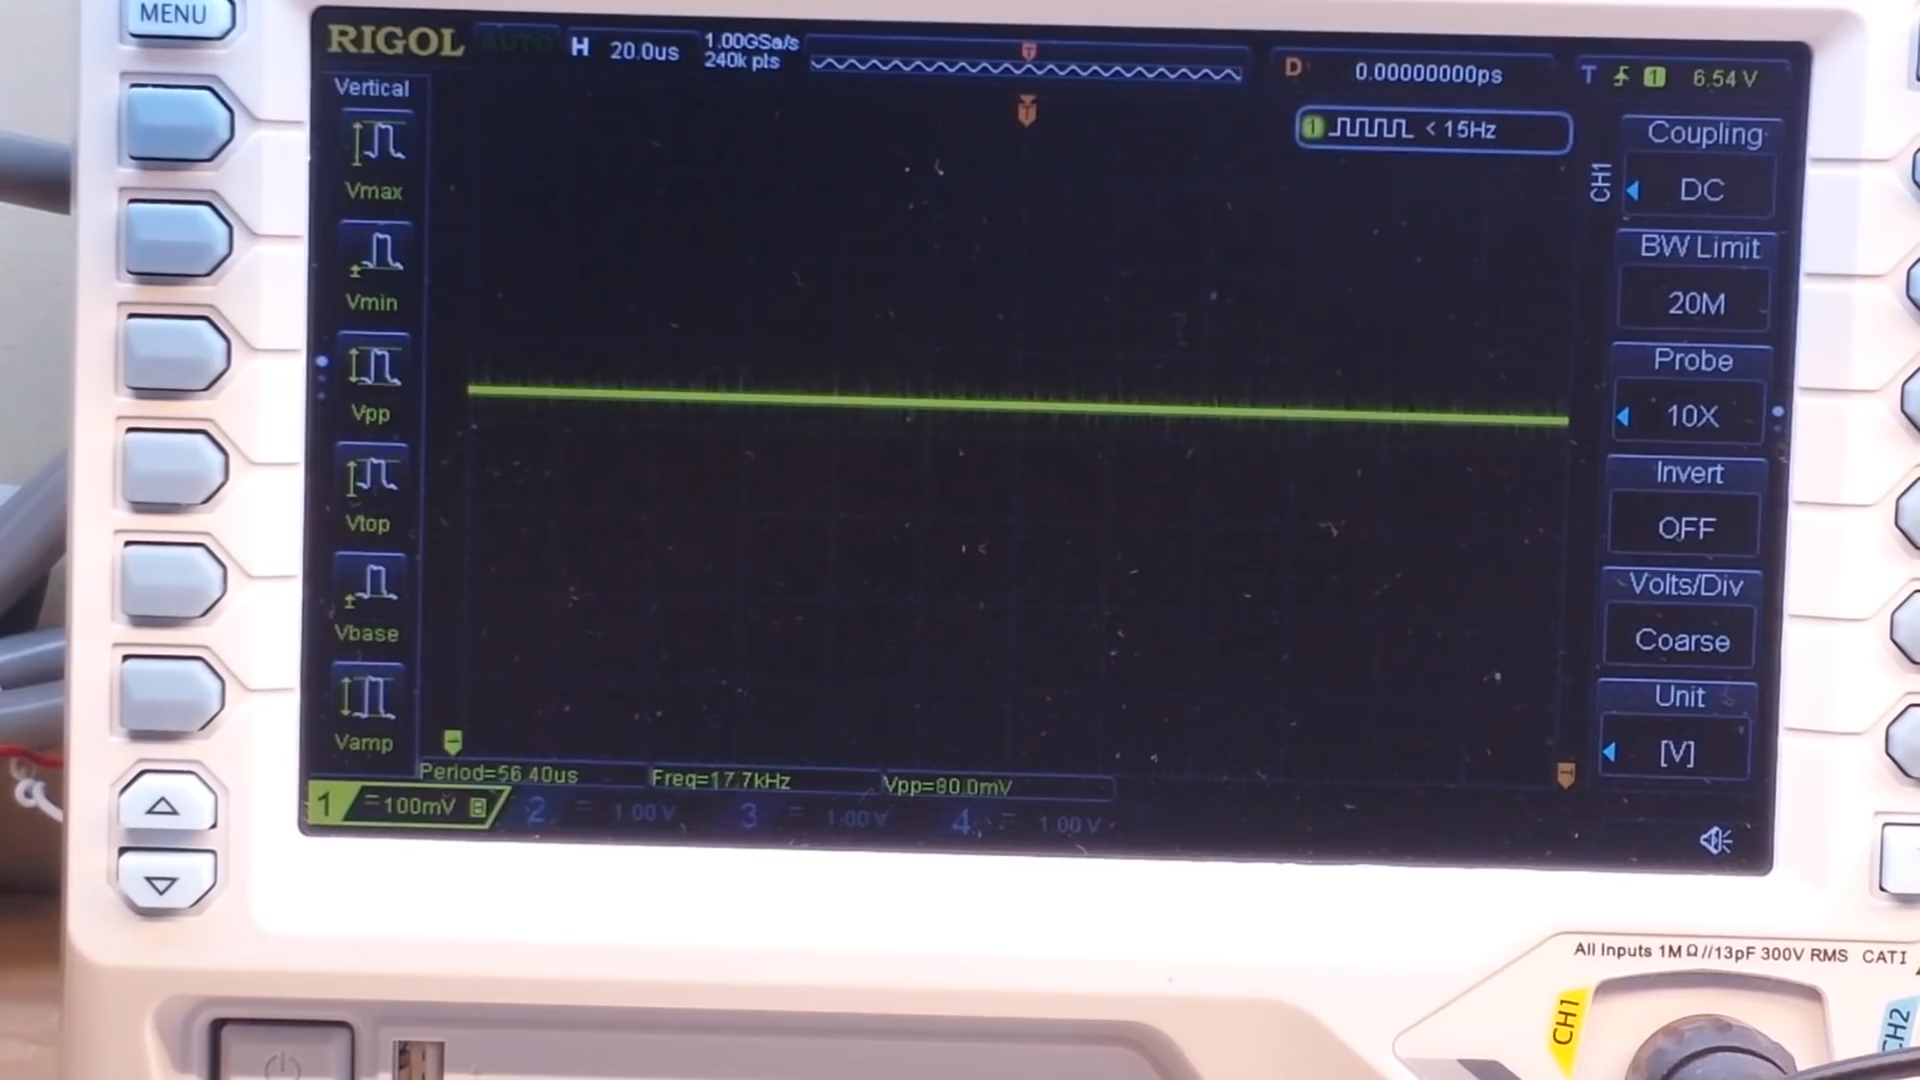 MENU
RIGOL AUTO H 20.0us 1.00GSa/s 240k pts T D 0.00000000ps T 1 6.54 V
Vertical
T
1 < 15Hz
Vmax
Vmin
Vpp
Vtop
Vbase
Vamp
CH1
Coupling
DC
BW Limit
20M
Probe
10X
Invert
OFF
Volts/Div
Coarse
Unit
[V]
Period=56.40us Freq=17.7kHz Vpp=80.0mV
1 = 100mV B 2 = 1.00 V 3 = 1.00 V 4 = 1.00 V
All Inputs 1MΩ//13pF 300V RMS CATI
CH1
CH2